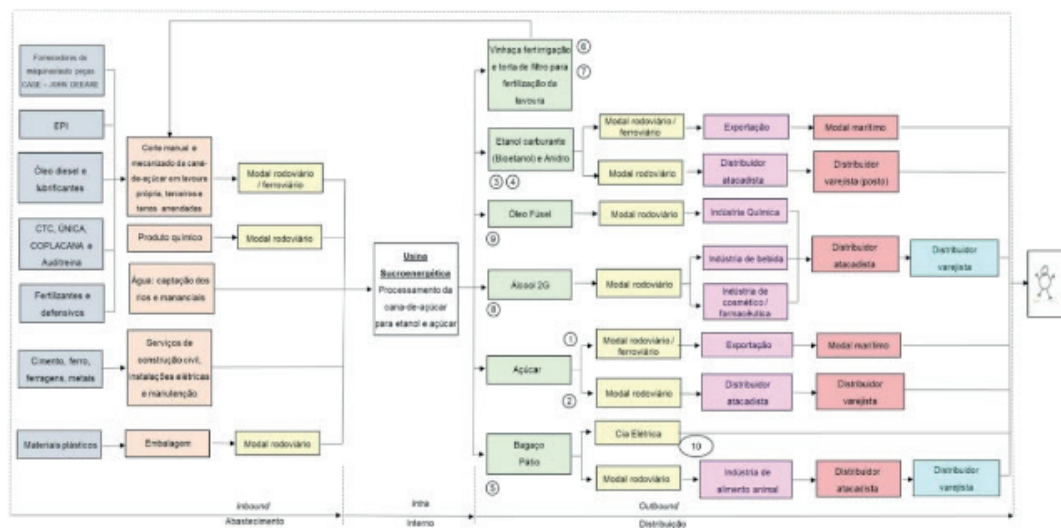 Fornecedores de
maquinário e peças
CASE – JOHN DEERE
EPI
Óleo diesel e
lubrificantes
CTC, ÚNICA,
COPLACANA e
Auditreina
Fertilizantes e
defensivos
Cimento, ferro,
ferragens, metais
Materiais plásticos
Corte manual e
mecanizado da cana-
de-açúcar em lavoura
própria, terceiros e
terras arrendadas
Produto químico
Água: captação dos
rios e mananciais
Serviços de
construção civil,
instalações elétricas
e manutenção
Embalagem
Modal rodoviário
/ ferroviário
Modal rodoviário
Modal rodoviário
Usina
Sucroenergética
Processamento da
cana-de-açúcar
para etanol e açúcar
Vinhaça fertirrigação
e torta de filtro para
fertilização da
lavoura
6
7
Etanol carburante
(Bioetanol) e Anidro
3 4
Modal rodoviário /
ferroviário
Exportação
Modal marítimo
Modal rodoviário
Distribuidor
atacadista
Distribuidor
varejista (posto)
Óleo Fúsel
9
Modal rodoviário
Indústria Química
Álcool 2G
8
Modal rodoviário
Indústria de bebida
Indústria de
cosmético /
farmacêutica
Distribuidor
atacadista
Distribuidor
varejista
Açúcar
1
2
Modal rodoviário /
ferroviário
Exportação
Modal marítimo
Modal rodoviário
Distribuidor
atacadista
Distribuidor
varejista
Bagaço
Pátio
5
Cia Elétrica
10
Modal rodoviário
Indústria de
alimento animal
Distribuidor
atacadista
Distribuidor
varejista
Inbound
Abastecimento
Intra
Interno
Outbound
Distribuição